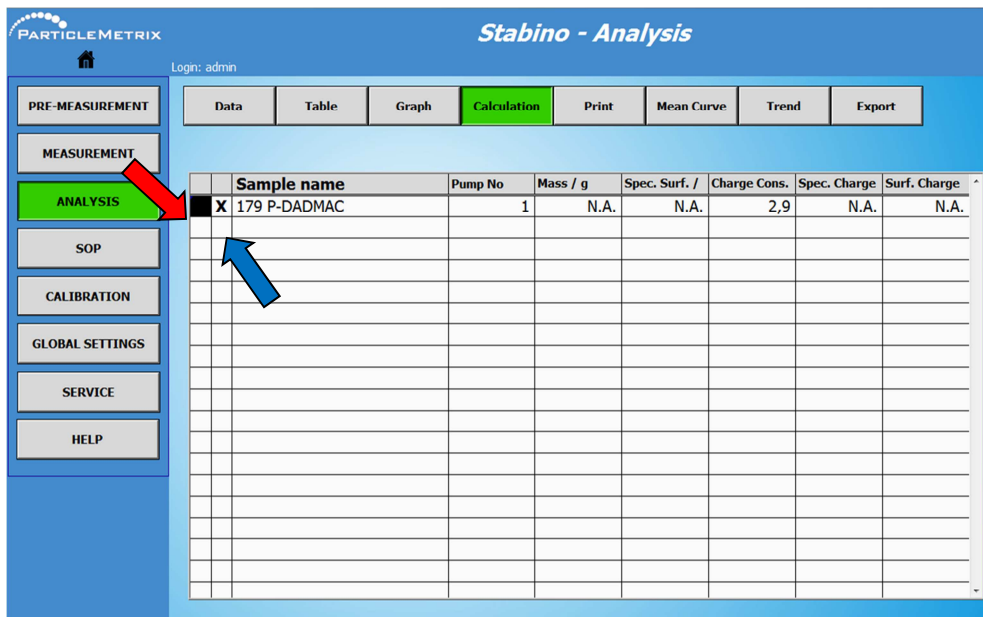 PARTICLEMETRIX
Stabino - Analysis
Login: admin
PRE-MEASUREMENT
MEASUREMENT
ANALYSIS
SOP
CALIBRATION
GLOBAL SETTINGS
SERVICE
HELP
Data Table Graph Calculation Print Mean Curve Trend Export
Sample name Pump No Mass / g Spec. Surf. / Charge Cons. Spec. Charge Surf. Charge
X 179 P-DADMAC 1 N.A. N.A. 2,9 N.A. N.A.